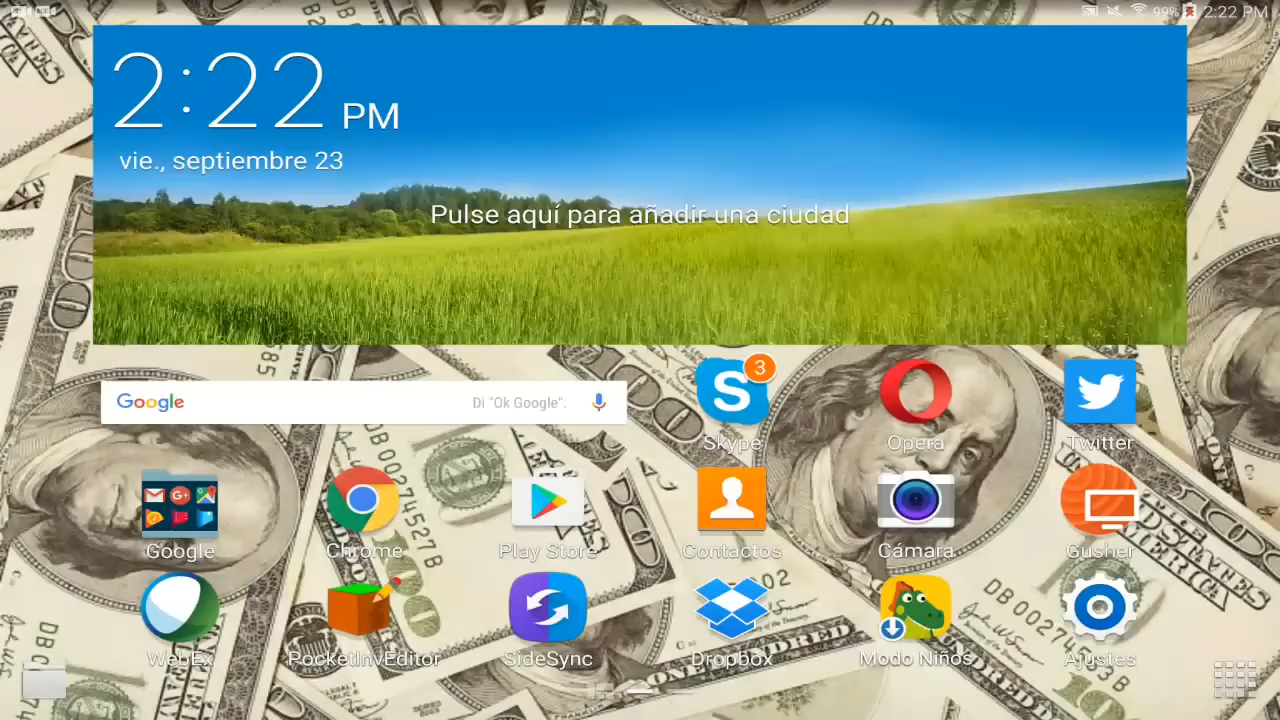 99% 2:22 PM
2:22 PM
vie., septiembre 23
Pulse aquí para añadir una ciudad
Google
Di "Ok Google".
3
Skype
Opera
Twitter
Google
Chrome
Play Store
Contactos
Cámara
Gusher
WebEx
PocketInvEditor
SideSync
Dropbox
Modo Niños
Ajustes
DB00274527B
100